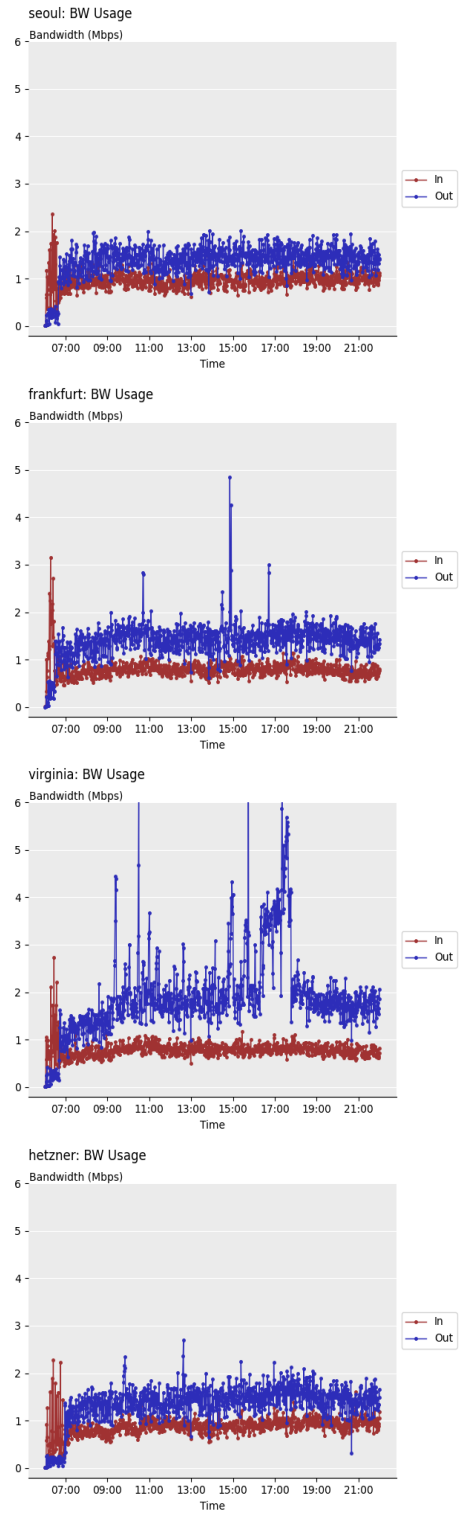 seoul: BW Usage
Bandwidth (Mbps)
6
5
4
3
2
1
0
In
Out
07:00 09:00 11:00 13:00 15:00 17:00 19:00 21:00
Time
frankfurt: BW Usage
Bandwidth (Mbps)
6
5
4
3
2
1
0
In
Out
07:00 09:00 11:00 13:00 15:00 17:00 19:00 21:00
Time
virginia: BW Usage
Bandwidth (Mbps)
6
5
4
3
2
1
0
In
Out
07:00 09:00 11:00 13:00 15:00 17:00 19:00 21:00
Time
hetzner: BW Usage
Bandwidth (Mbps)
6
5
4
3
2
1
0
In
Out
07:00 09:00 11:00 13:00 15:00 17:00 19:00 21:00
Time